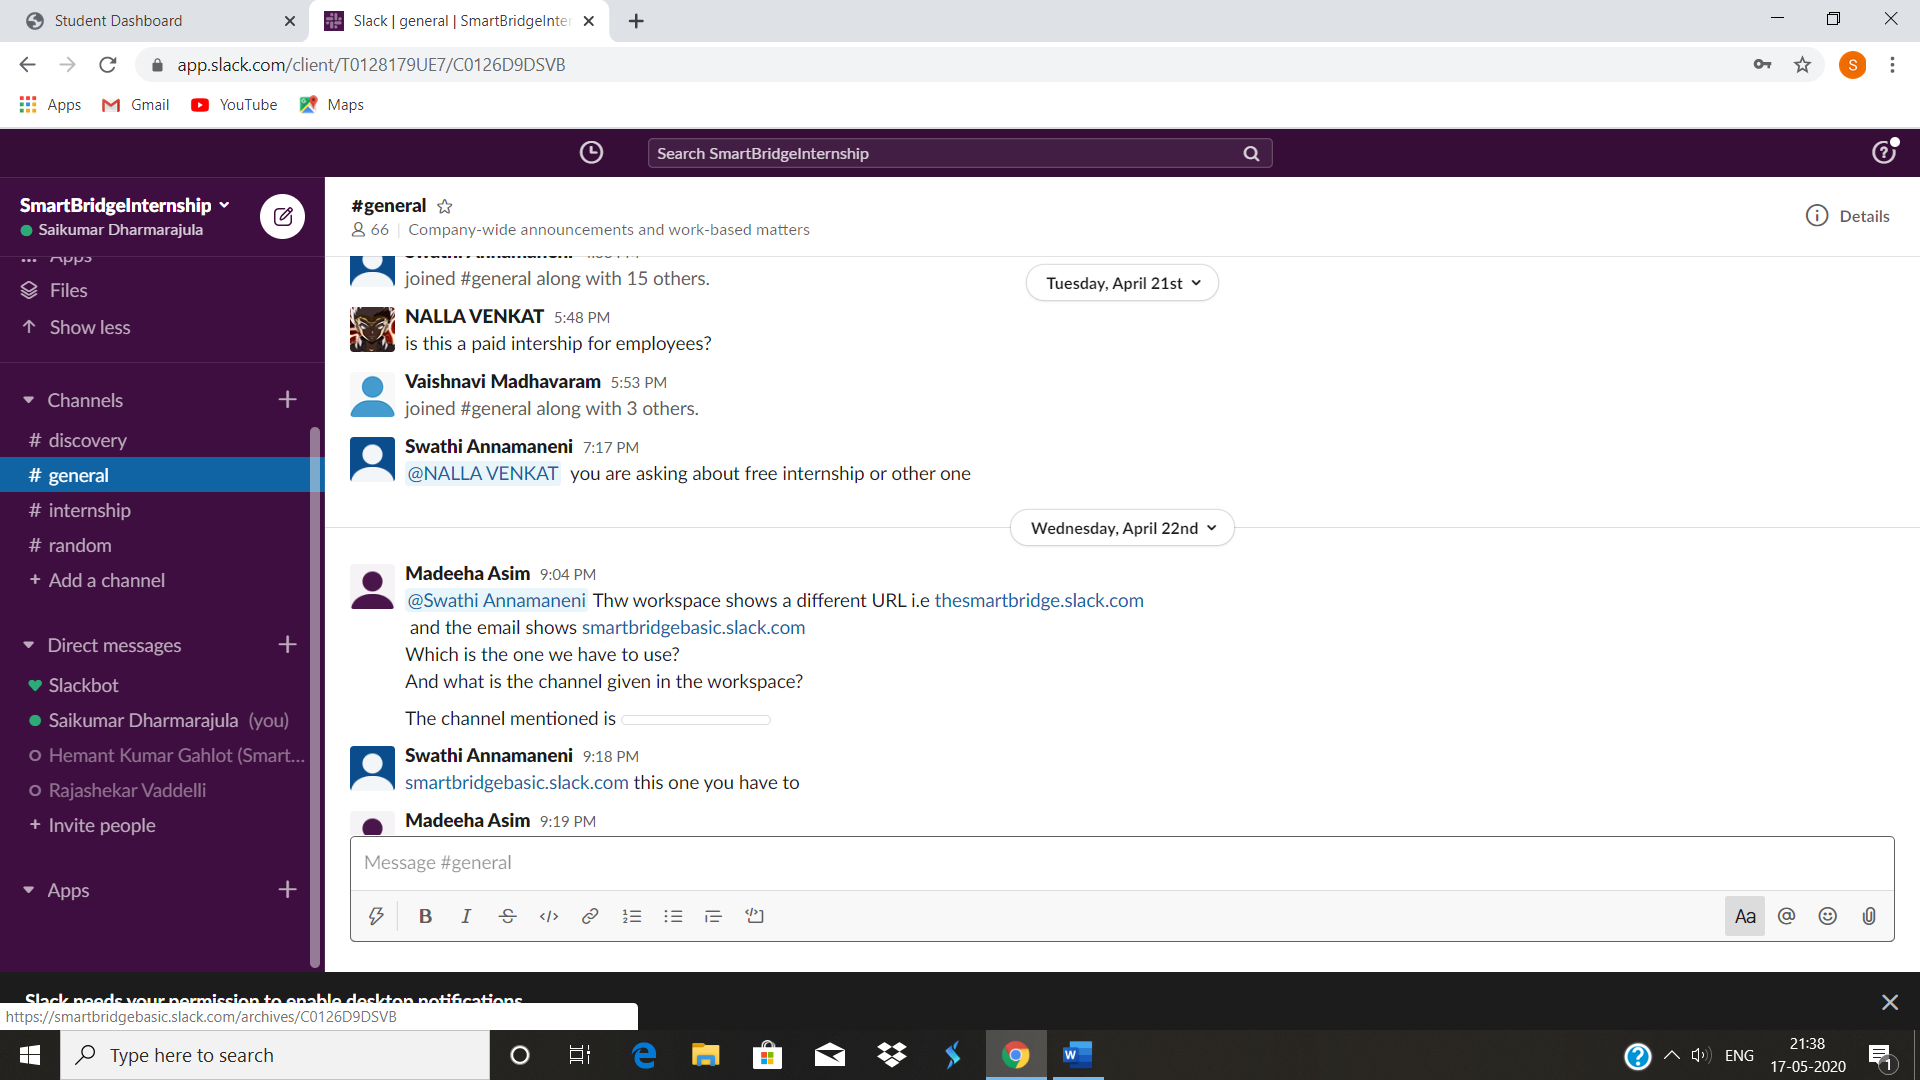 Student Dashboard
Slack | general | SmartBridgeInter
app.slack.com/client/T0128179UE7/C0126D9DSVB
S
Apps Gmail YouTube Maps
Search SmartBridgeInternship
SmartBridgeInternship
Saikumar Dharmarajula
Apps
Files
Show less
Channels
# discovery
# general
# internship
# random
+ Add a channel
Direct messages
Slackbot
Saikumar Dharmarajula (you)
Hemant Kumar Gahlot (Smart...
Rajashekar Vaddelli
+ Invite people
Apps
#general
66 | Company-wide announcements and work-based matters
Details
Swathi Annamaneni
joined #general along with 15 others.
Tuesday, April 21st
NALLA VENKAT 5:48 PM
is this a paid intership for employees?
Vaishnavi Madhavaram 5:53 PM
joined #general along with 3 others.
Swathi Annamaneni 7:17 PM
@NALLA VENKAT you are asking about free internship or other one
Wednesday, April 22nd
Madeeha Asim 9:04 PM
@Swathi Annamaneni Thw workspace shows a different URL i.e thesmartbridge.slack.com
and the email shows smartbridgebasic.slack.com
Which is the one we have to use?
And what is the channel given in the workspace?
The channel mentioned is
Swathi Annamaneni 9:18 PM
smartbridgebasic.slack.com this one you have to
Madeeha Asim 9:19 PM
Message #general
B I S </>
Aa @
Slack needs your permission to enable desktop notifications
https://smartbridgebasic.slack.com/archives/C0126D9DSVB
Type here to search
ENG
21:38
17-05-2020
1